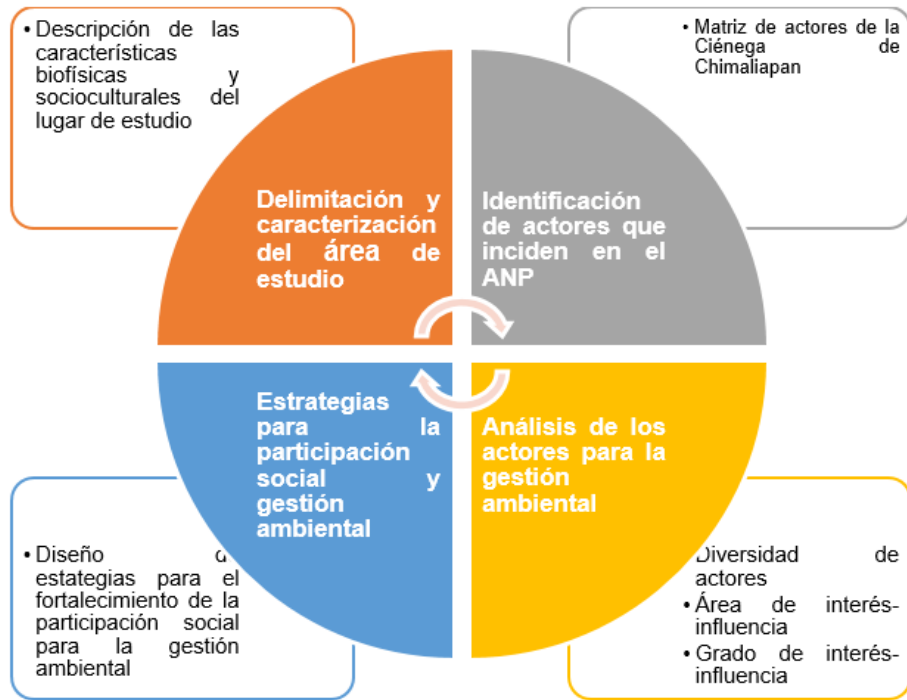 • Descripción de las
características
biofísicas y
socioculturales del
lugar de estudio
• Matriz de actores de la
Ciénega de
Chimaliapan
Delimitación y
caracterización
del área de
estudio
Identificación
de actores que
inciden en el
ANP
Estrategias
para la
participación
social y
gestión
ambiental
Análisis de los
actores para la
gestión
ambiental
• Diseño
estategias para el
fortalecimiento de la
participación social
para la gestión
ambiental
Diversidad de
actores
• Área de interés-
influencia
• Grado de interés-
influencia